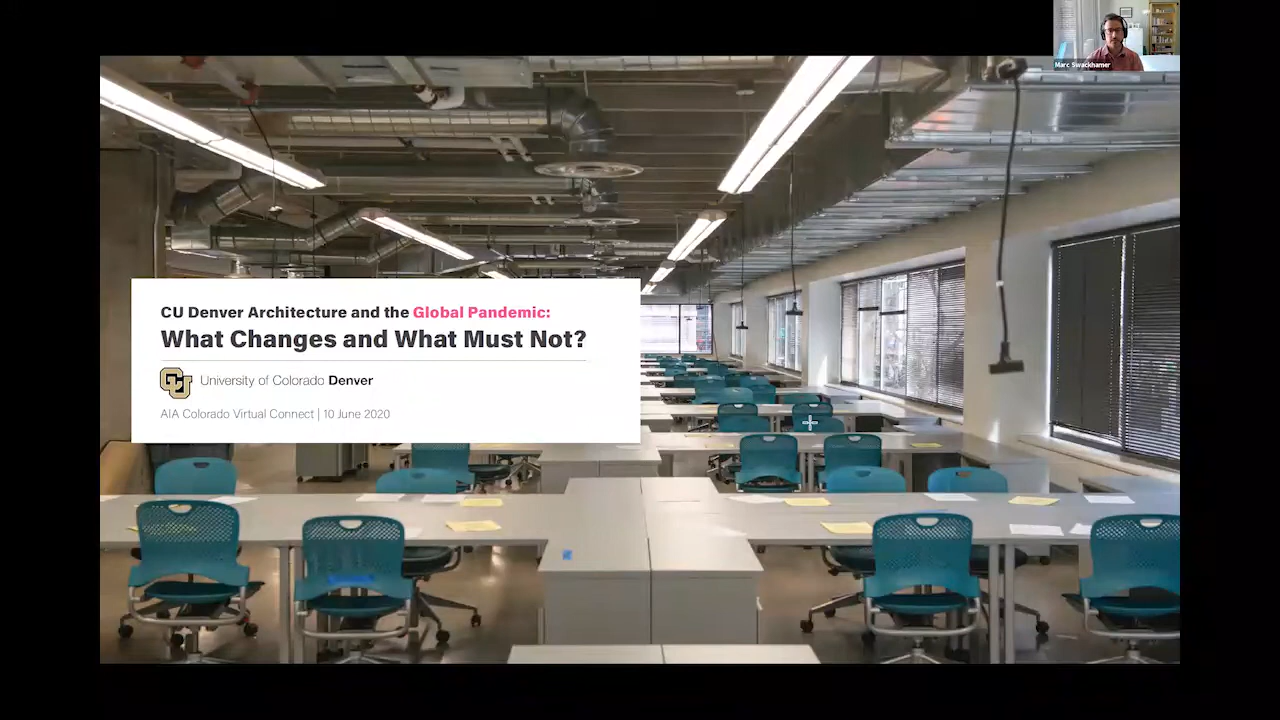 Marc Swackhamer
CU Denver Architecture and the Global Pandemic:
What Changes and What Must Not?
CU University of Colorado Denver
AIA Colorado Virtual Connect | 10 June 2020